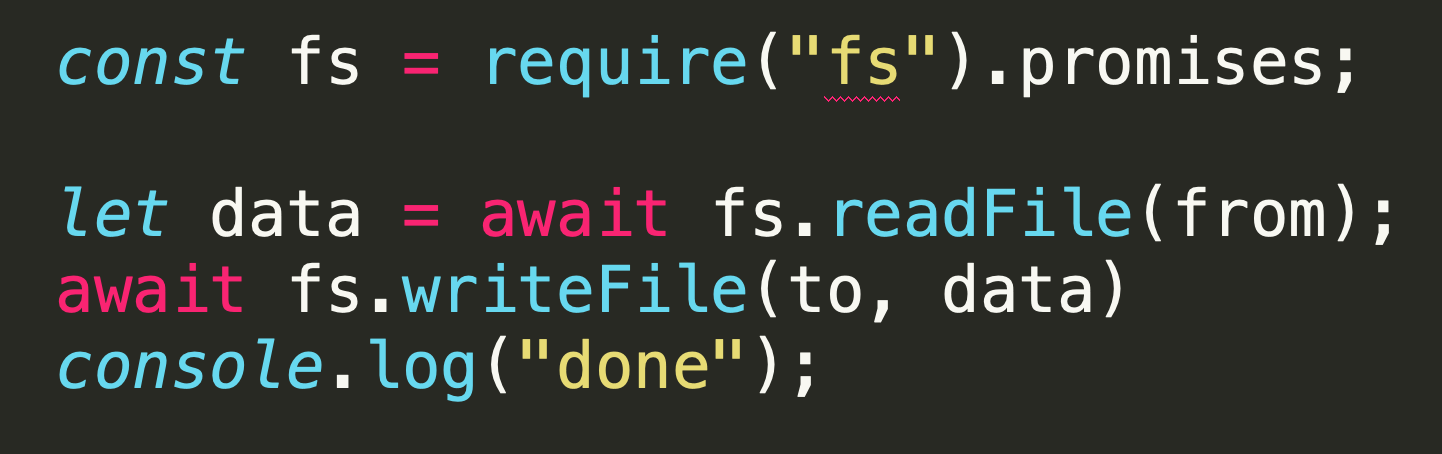 const fs = require("fs").promises;
let data = await fs.readFile(from);
await fs.writeFile(to, data)
console.log("done");